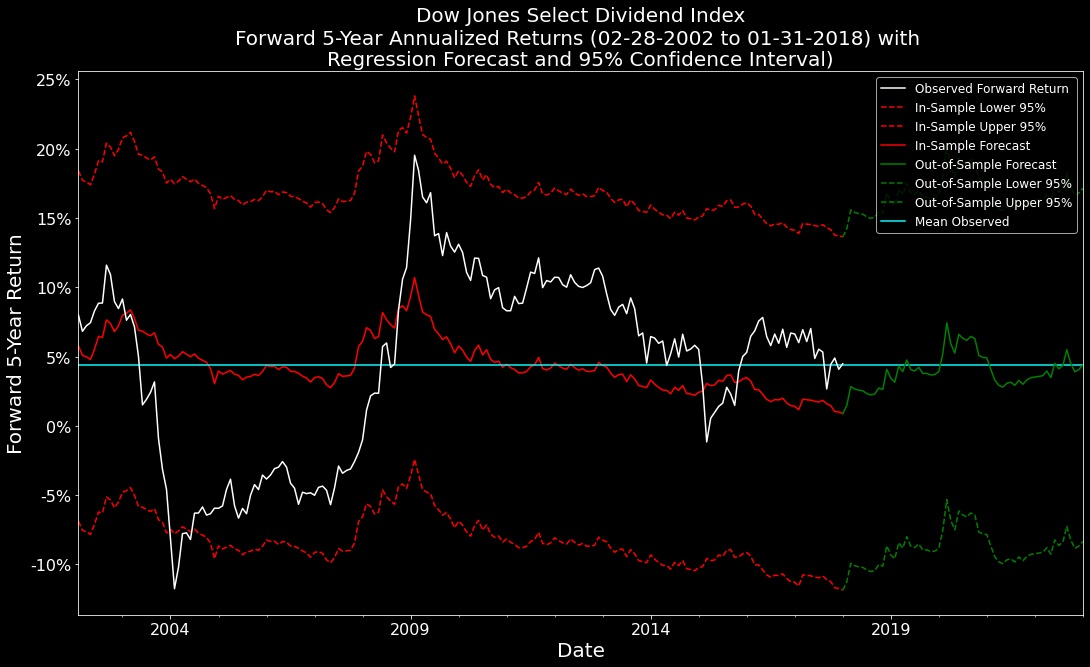 Dow Jones Select Dividend Index
Forward 5-Year Annualized Returns (02-28-2002 to 01-31-2018) with
Regression Forecast and 95% Confidence Interval)
Forward 5-Year Return
25%
20%
15%
10%
5%
0%
-5%
-10%
Observed Forward Return
In-Sample Lower 95%
In-Sample Upper 95%
In-Sample Forecast
Out-of-Sample Forecast
Out-of-Sample Lower 95%
Out-of-Sample Upper 95%
Mean Observed
2004
2009
2014
2019
Date